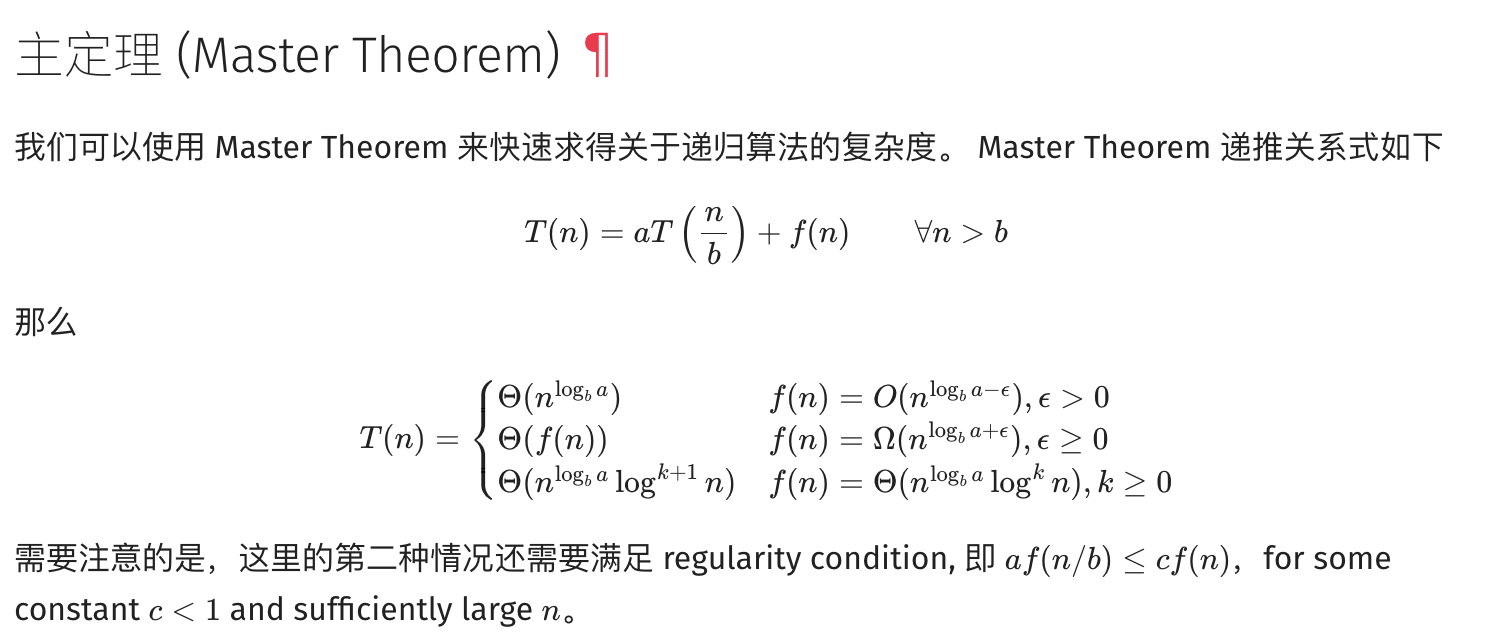 主定理 (Master Theorem) ¶
我们可以使用 Master Theorem 来快速求得关于递归算法的复杂度。 Master Theorem 递推关系式如下
$T(n) = aT\left(\frac{n}{b}\right) + f(n) \qquad \forall n > b$
那么
$T(n) = \begin{cases} \Theta(n^{\log_b a}) & f(n) = O(n^{\log_b a-\epsilon}), \epsilon > 0 \\ \Theta(f(n)) & f(n) = \Omega(n^{\log_b a+\epsilon}), \epsilon \geq 0 \\ \Theta(n^{\log_b a} \log^{k+1} n) & f(n) = \Theta(n^{\log_b a} \log^k n), k \geq 0 \end{cases}$
需要注意的是，这里的第二种情况还需要满足 regularity condition, 即 $af(n/b) \leq cf(n)$，for some
constant $c < 1$ and sufficiently large $n$。